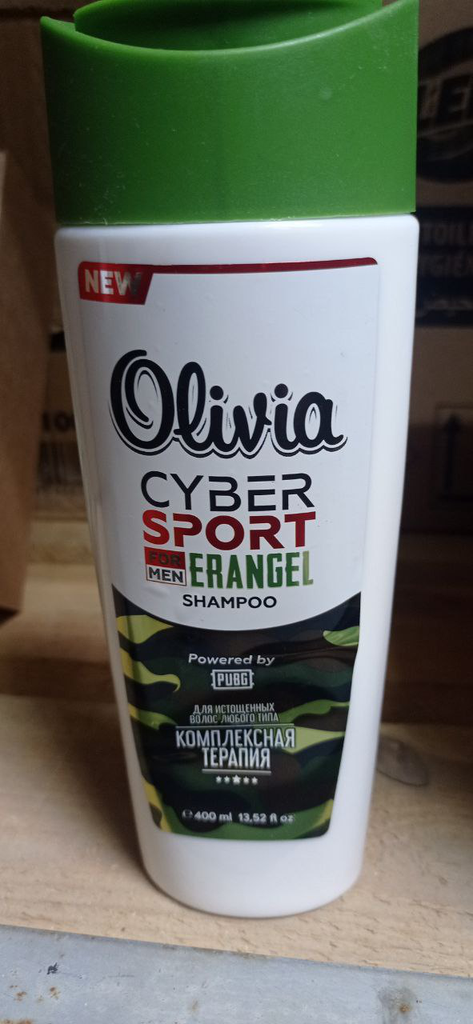 NEW
Olivia
CYBER
SPORT
FOR MEN ERANGEL
SHAMPOO
Powered by
PUBG
ДЛЯ ИСТОЩЕННЫХ
ВОЛОС ЛЮБОГО ТИПА
КОМПЛЕКСНАЯ
ТЕРАПИЯ
℮ 400 ml 13,52 fl oz